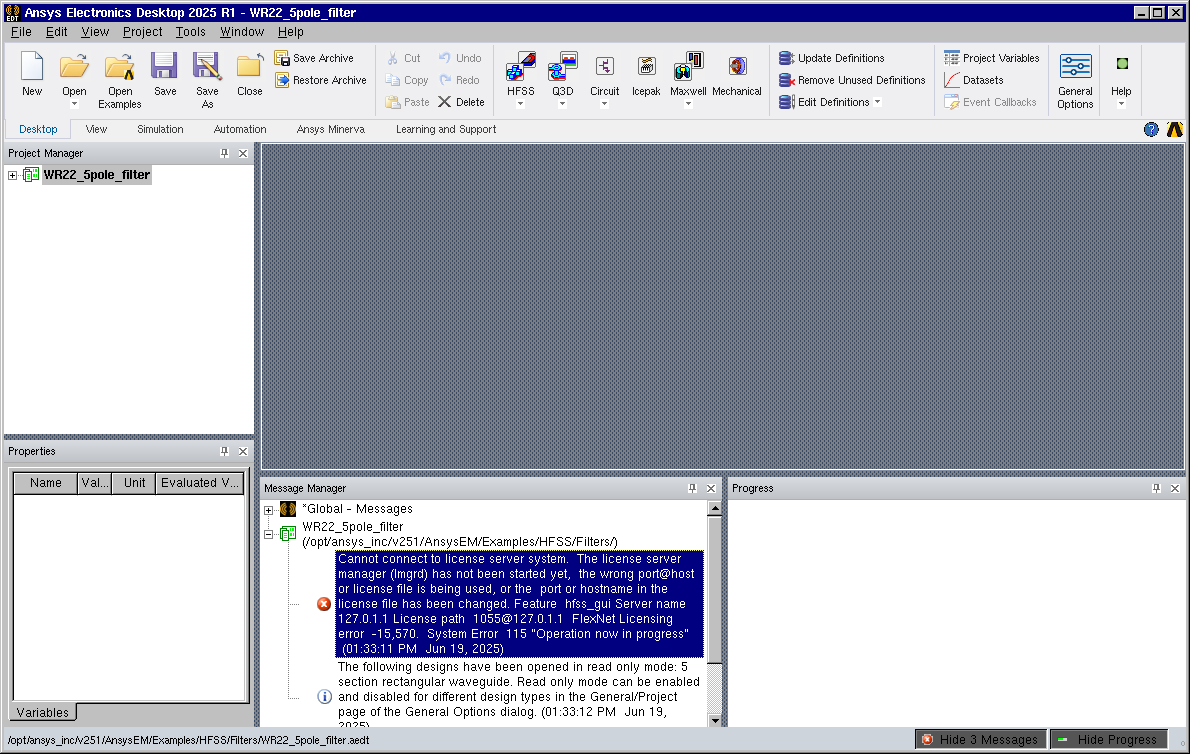 Ansys Electronics Desktop 2025 R1 - WR22_5pole_filter
File Edit View Project Tools Window Help
New
Open
Open Examples
Save
Save As
Close
Save Archive
Restore Archive
Cut
Copy
Paste
Undo
Redo
Delete
HFSS
Q3D
Circuit
Icepak
Maxwell
Mechanical
Update Definitions
Remove Unused Definitions
Edit Definitions
Project Variables
Datasets
Event Callbacks
General Options
Help
Desktop View Simulation Automation Ansys Minerva Learning and Support
Project Manager
WR22_5pole_filter
Properties
Name Val... Unit Evaluated V...
Variables
Message Manager
*Global - Messages
WR22_5pole_filter
(/opt/ansys_inc/v251/AnsysEM/Examples/HFSS/Filters/)
Cannot connect to license server system.  The license server
manager (lmgrd) has not been started yet,  the wrong port@host
or license file is being used, or the  port or hostname in the
license file has been changed. Feature  hfss_gui Server name
127.0.1.1 License path  1055@127.0.1.1  FlexNet Licensing
error  -15,570.  System Error  115 "Operation now in progress"
(01:33:11 PM  Jun 19, 2025)
The following designs have been opened in read only mode: 5
section rectangular waveguide. Read only mode can be enabled
and disabled for different design types in the General/Project
page of the General Options dialog. (01:33:12 PM  Jun 19,
2025)
Progress
/opt/ansys_inc/v251/AnsysEM/Examples/HFSS/Filters/WR22_5pole_filter.aedt
Hide 3 Messages
Hide Progress